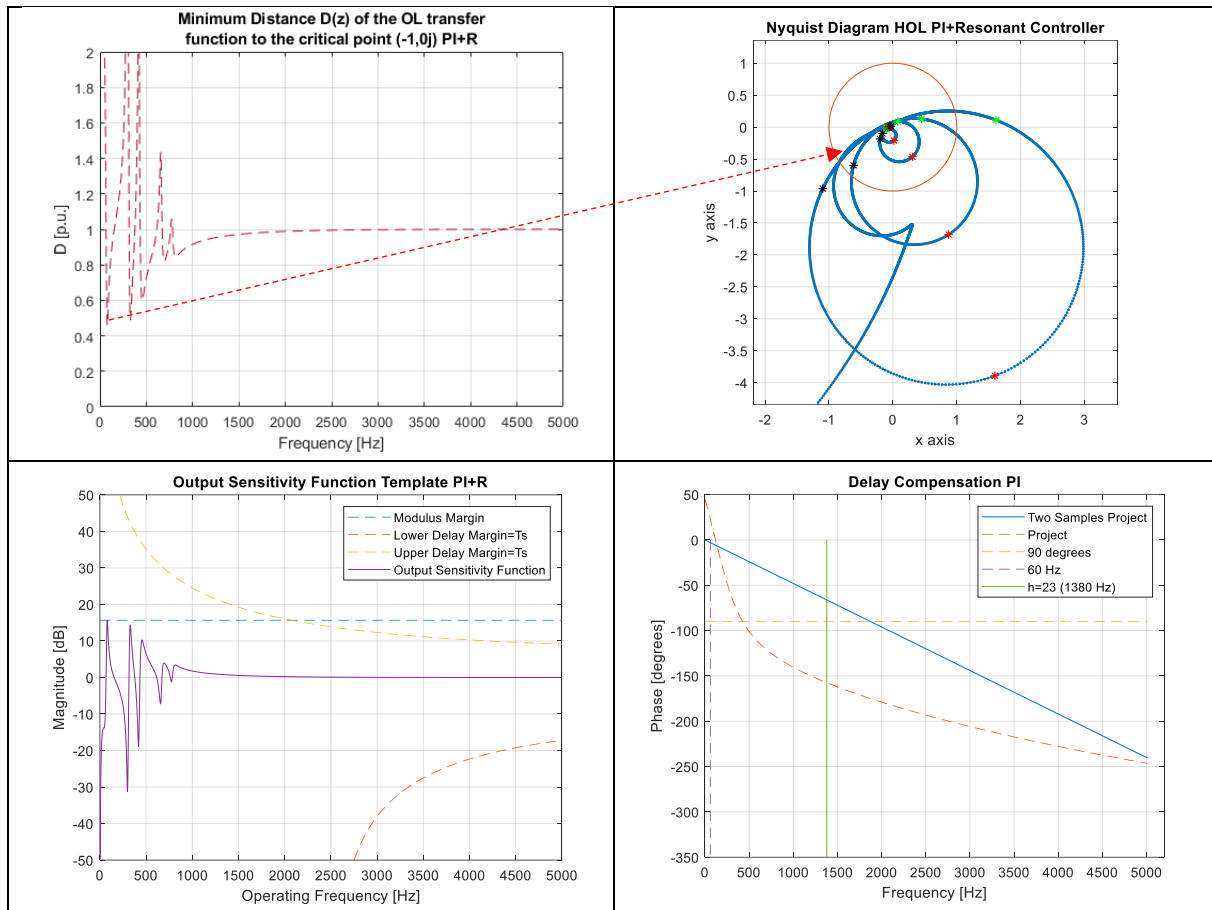 Minimum Distance D(z) of the OL transfer
function to the critical point (-1,0j) PI+R
2
1.8
1.6
1.4
1.2
1
0.8
0.6
0.4
0.2
0
D [p.u.]
0 500 1000 1500 2000 2500 3000 3500 4000 4500 5000
Frequency [Hz]
Nyquist Diagram HOL PI+Resonant Controller
1
0.5
0
-0.5
-1
-1.5
-2
-2.5
-3
-3.5
-4
y axis
-2 -1 0 1 2 3
x axis
Output Sensitivity Function Template PI+R
50
40
30
20
10
0
-10
-20
-30
-40
-50
Magnitude [dB]
Modulus Margin
Lower Delay Margin=Ts
Upper Delay Margin=Ts
Output Sensitivity Function
0 500 1000 1500 2000 2500 3000 3500 4000 4500 5000
Operating Frequency [Hz]
Delay Compensation PI
50
0
-50
-100
-150
-200
-250
-300
-350
Phase [degrees]
Two Samples Project
Project
90 degrees
60 Hz
h=23 (1380 Hz)
0 500 1000 1500 2000 2500 3000 3500 4000 4500 5000
Frequency [Hz]